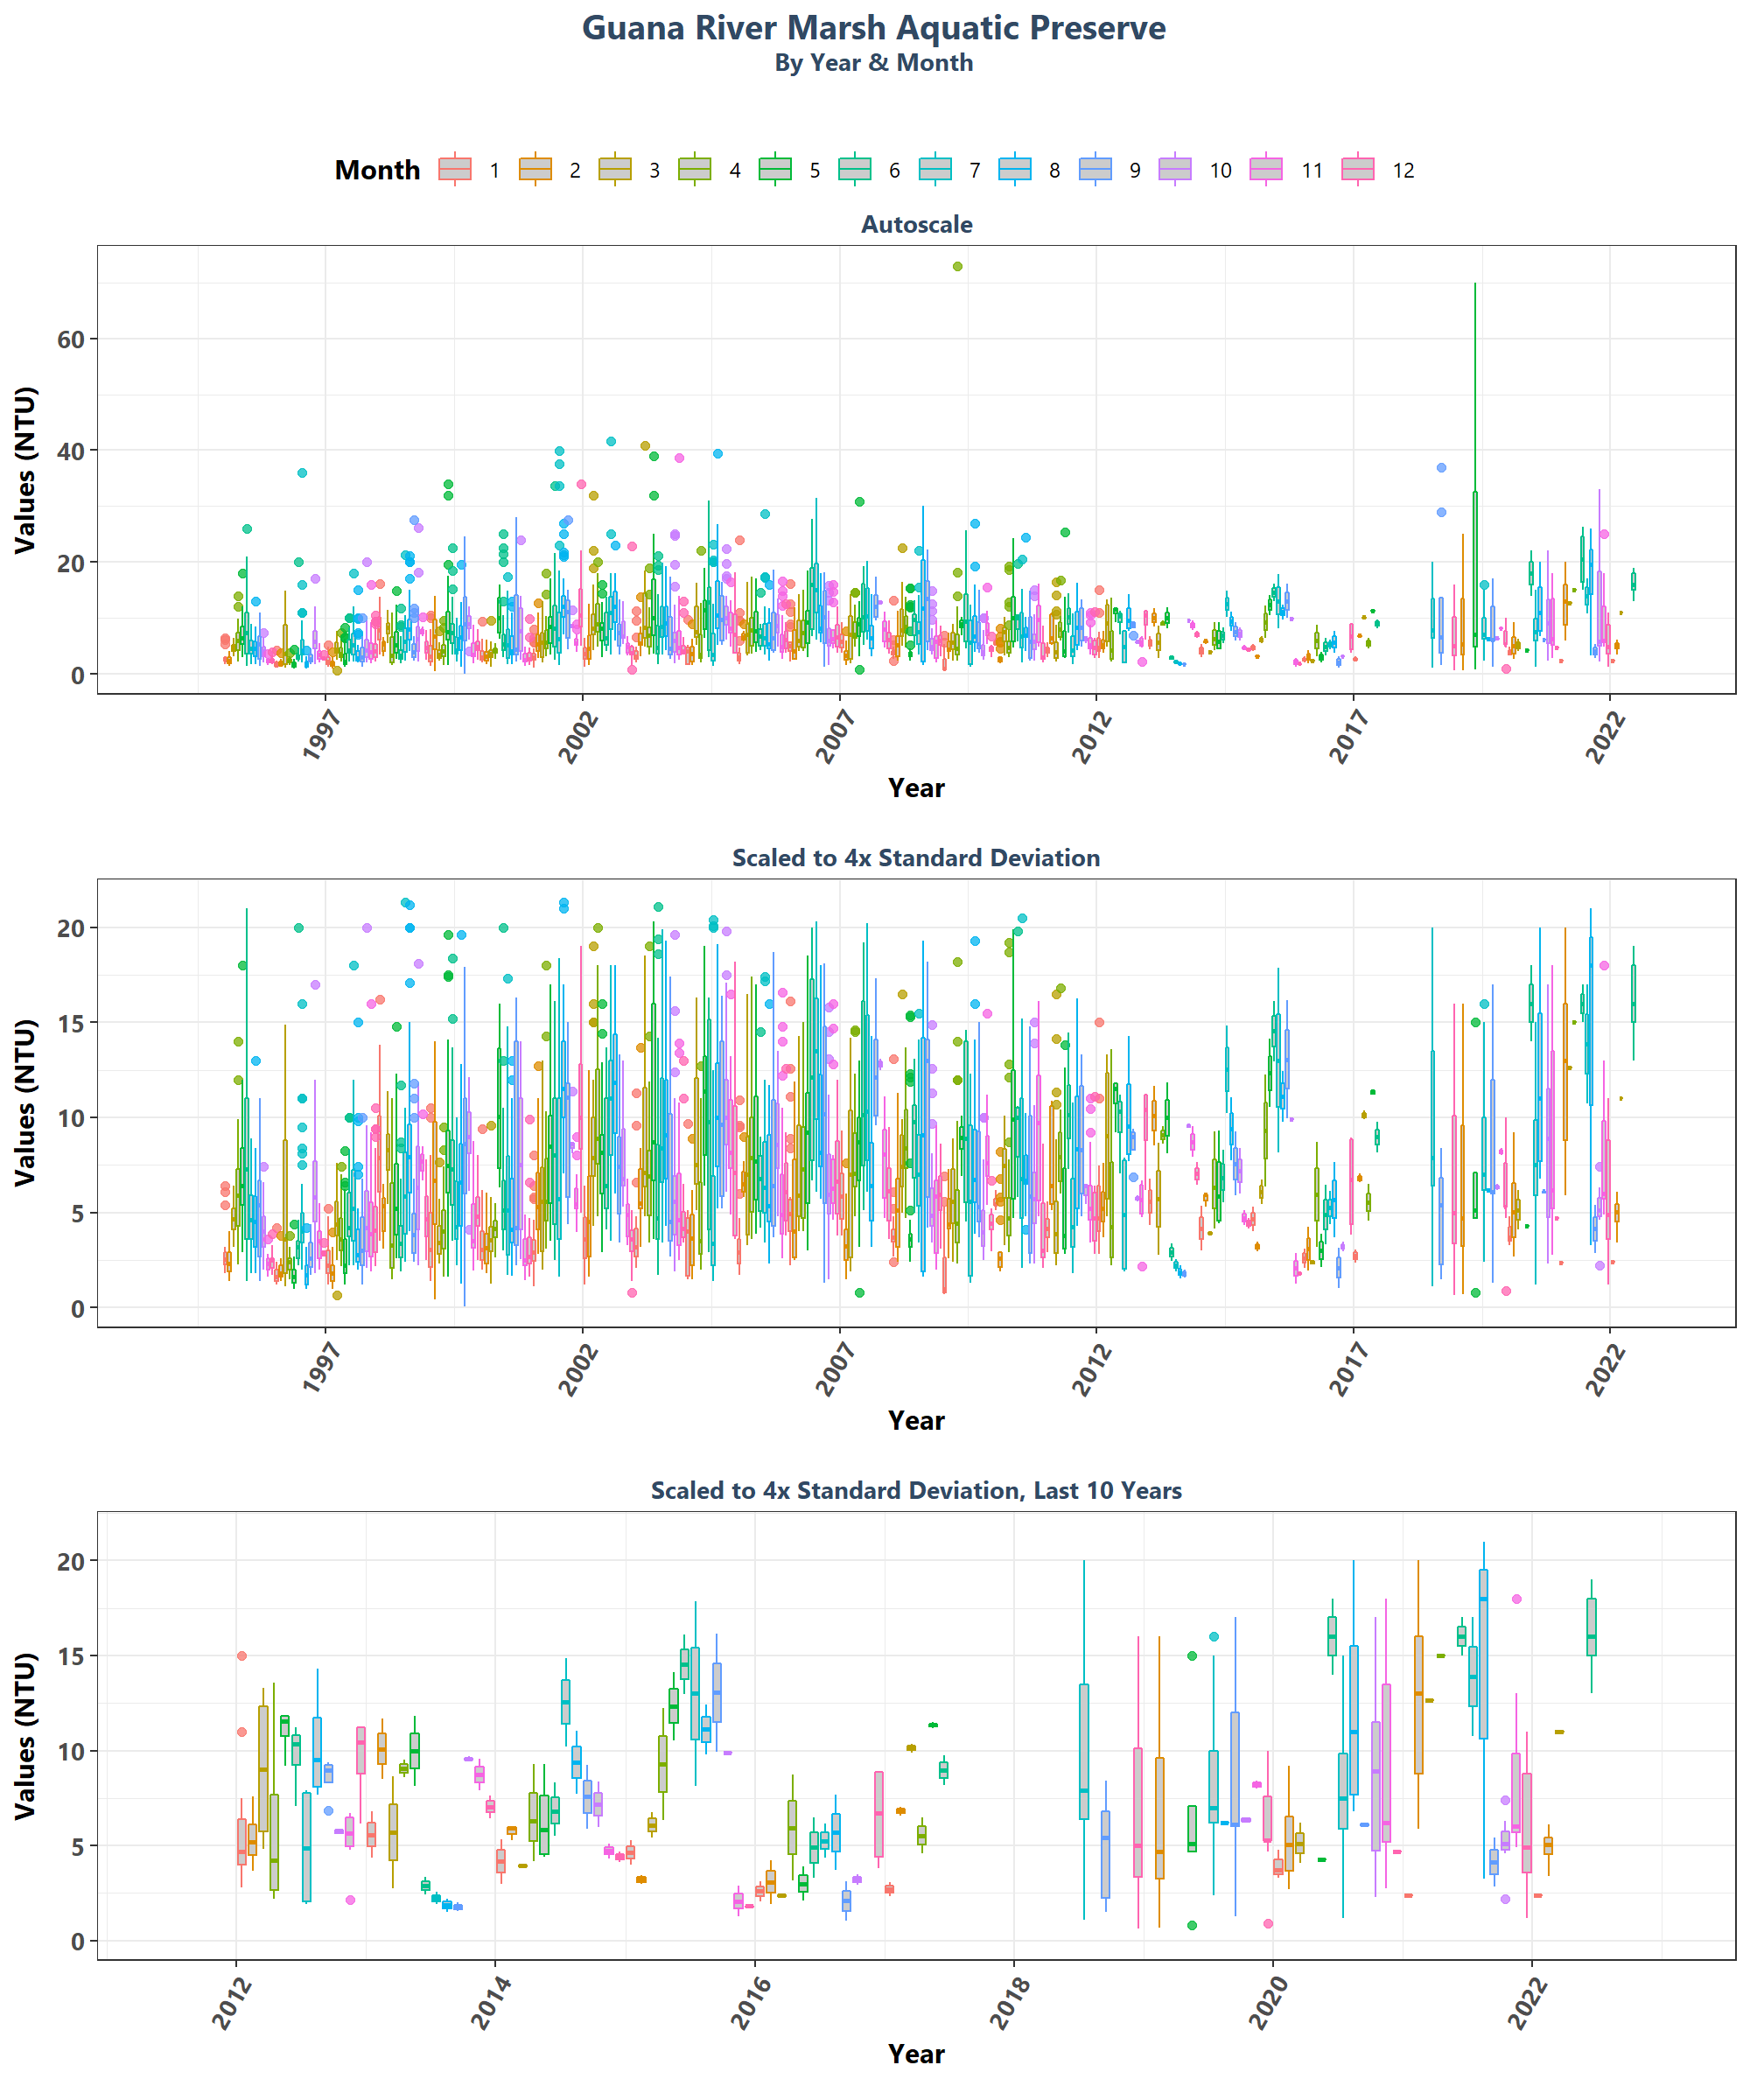 Guana River Marsh Aquatic Preserve
By Year & Month
Month 1 2 3 4 5 6 7 8 9 10 11 12
Autoscale
Values (NTU)
60
40
20
0
1997 2002 2007 2012 2017 2022
Year
Scaled to 4x Standard Deviation
Values (NTU)
20
15
10
5
0
1997 2002 2007 2012 2017 2022
Year
Scaled to 4x Standard Deviation, Last 10 Years
Values (NTU)
20
15
10
5
0
2012 2014 2016 2018 2020 2022
Year